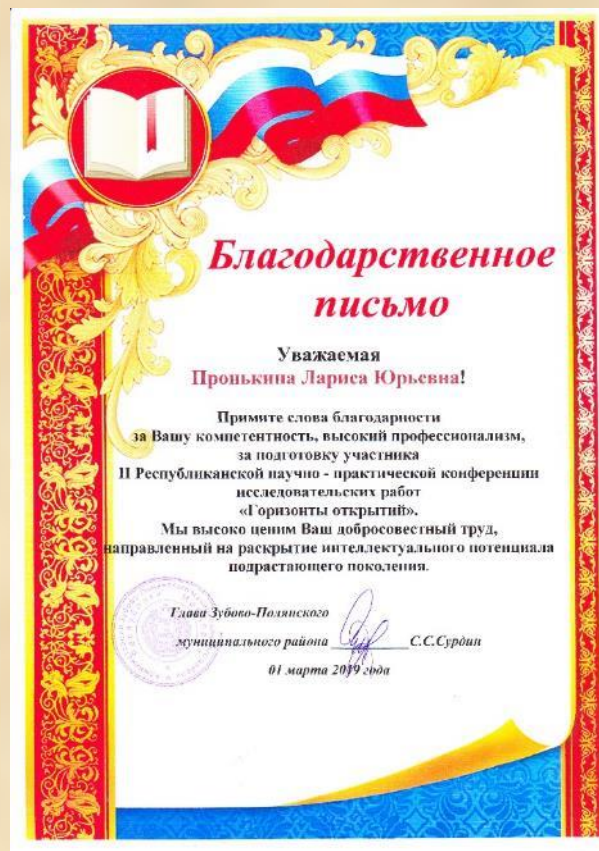 Благодарственное
письмо
Уважаемая
Пронькина Лариса Юрьевна!
Примите слова благодарности
за Вашу компетентность, высокий профессионализм,
за подготовку участника
II Республиканской научно - практической конференции
исследовательских работ
«Горизонты открытий».
Мы высоко ценим Ваш добросовестный труд,
направленный на раскрытие интеллектуального потенциала
подрастающего поколения.
Глава Зубово-Полянского
муниципального района С.С.Сурдин
01 марта 2019 года